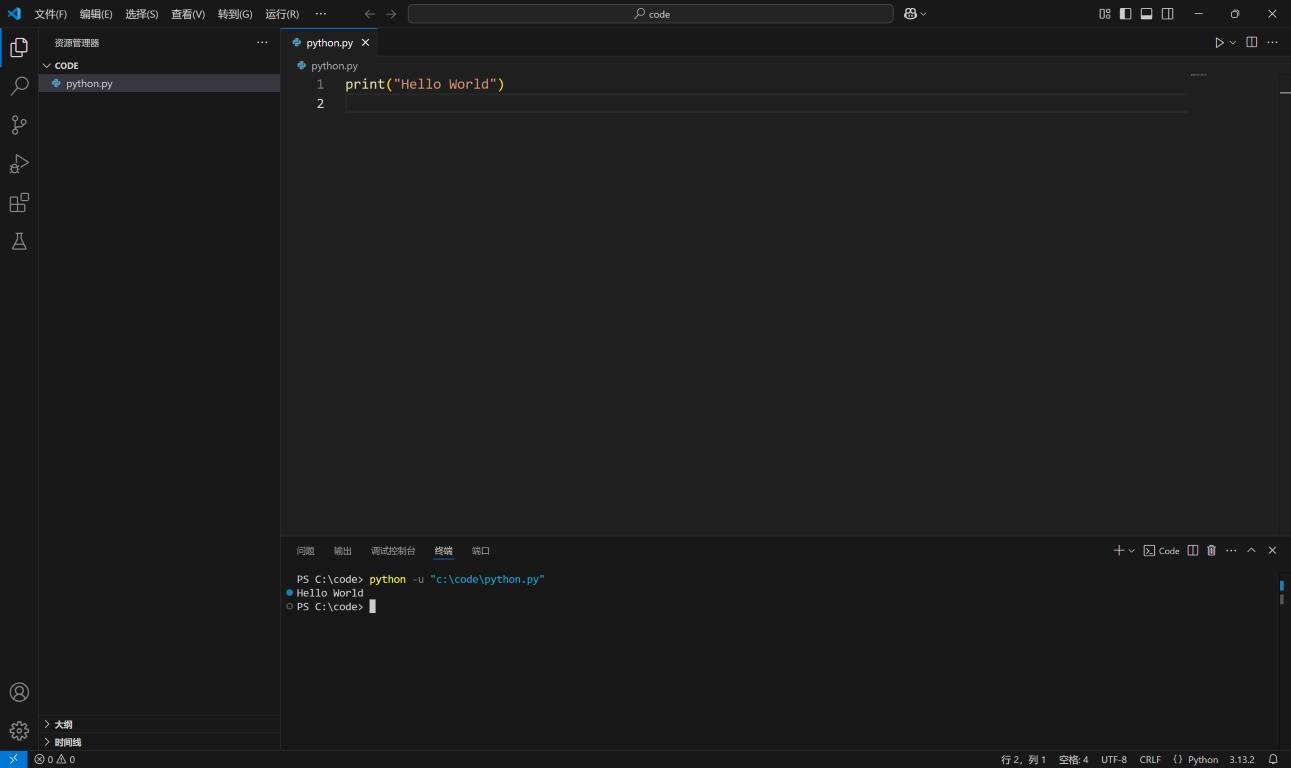 文件(F) 编辑(E) 选择(S) 查看(V) 转到(G) 运行(R) ··· code
资源管理器 ···
CODE
python.py
python.py
python.py
1 print("Hello World")
2
问题 输出 调试控制台 终端 端口 Code ···
PS C:\code> python -u "c:\code\python.py"
Hello World
PS C:\code>
大纲
时间线
0 0 行 2, 列 1 空格: 4 UTF-8 CRLF {} Python 3.13.2